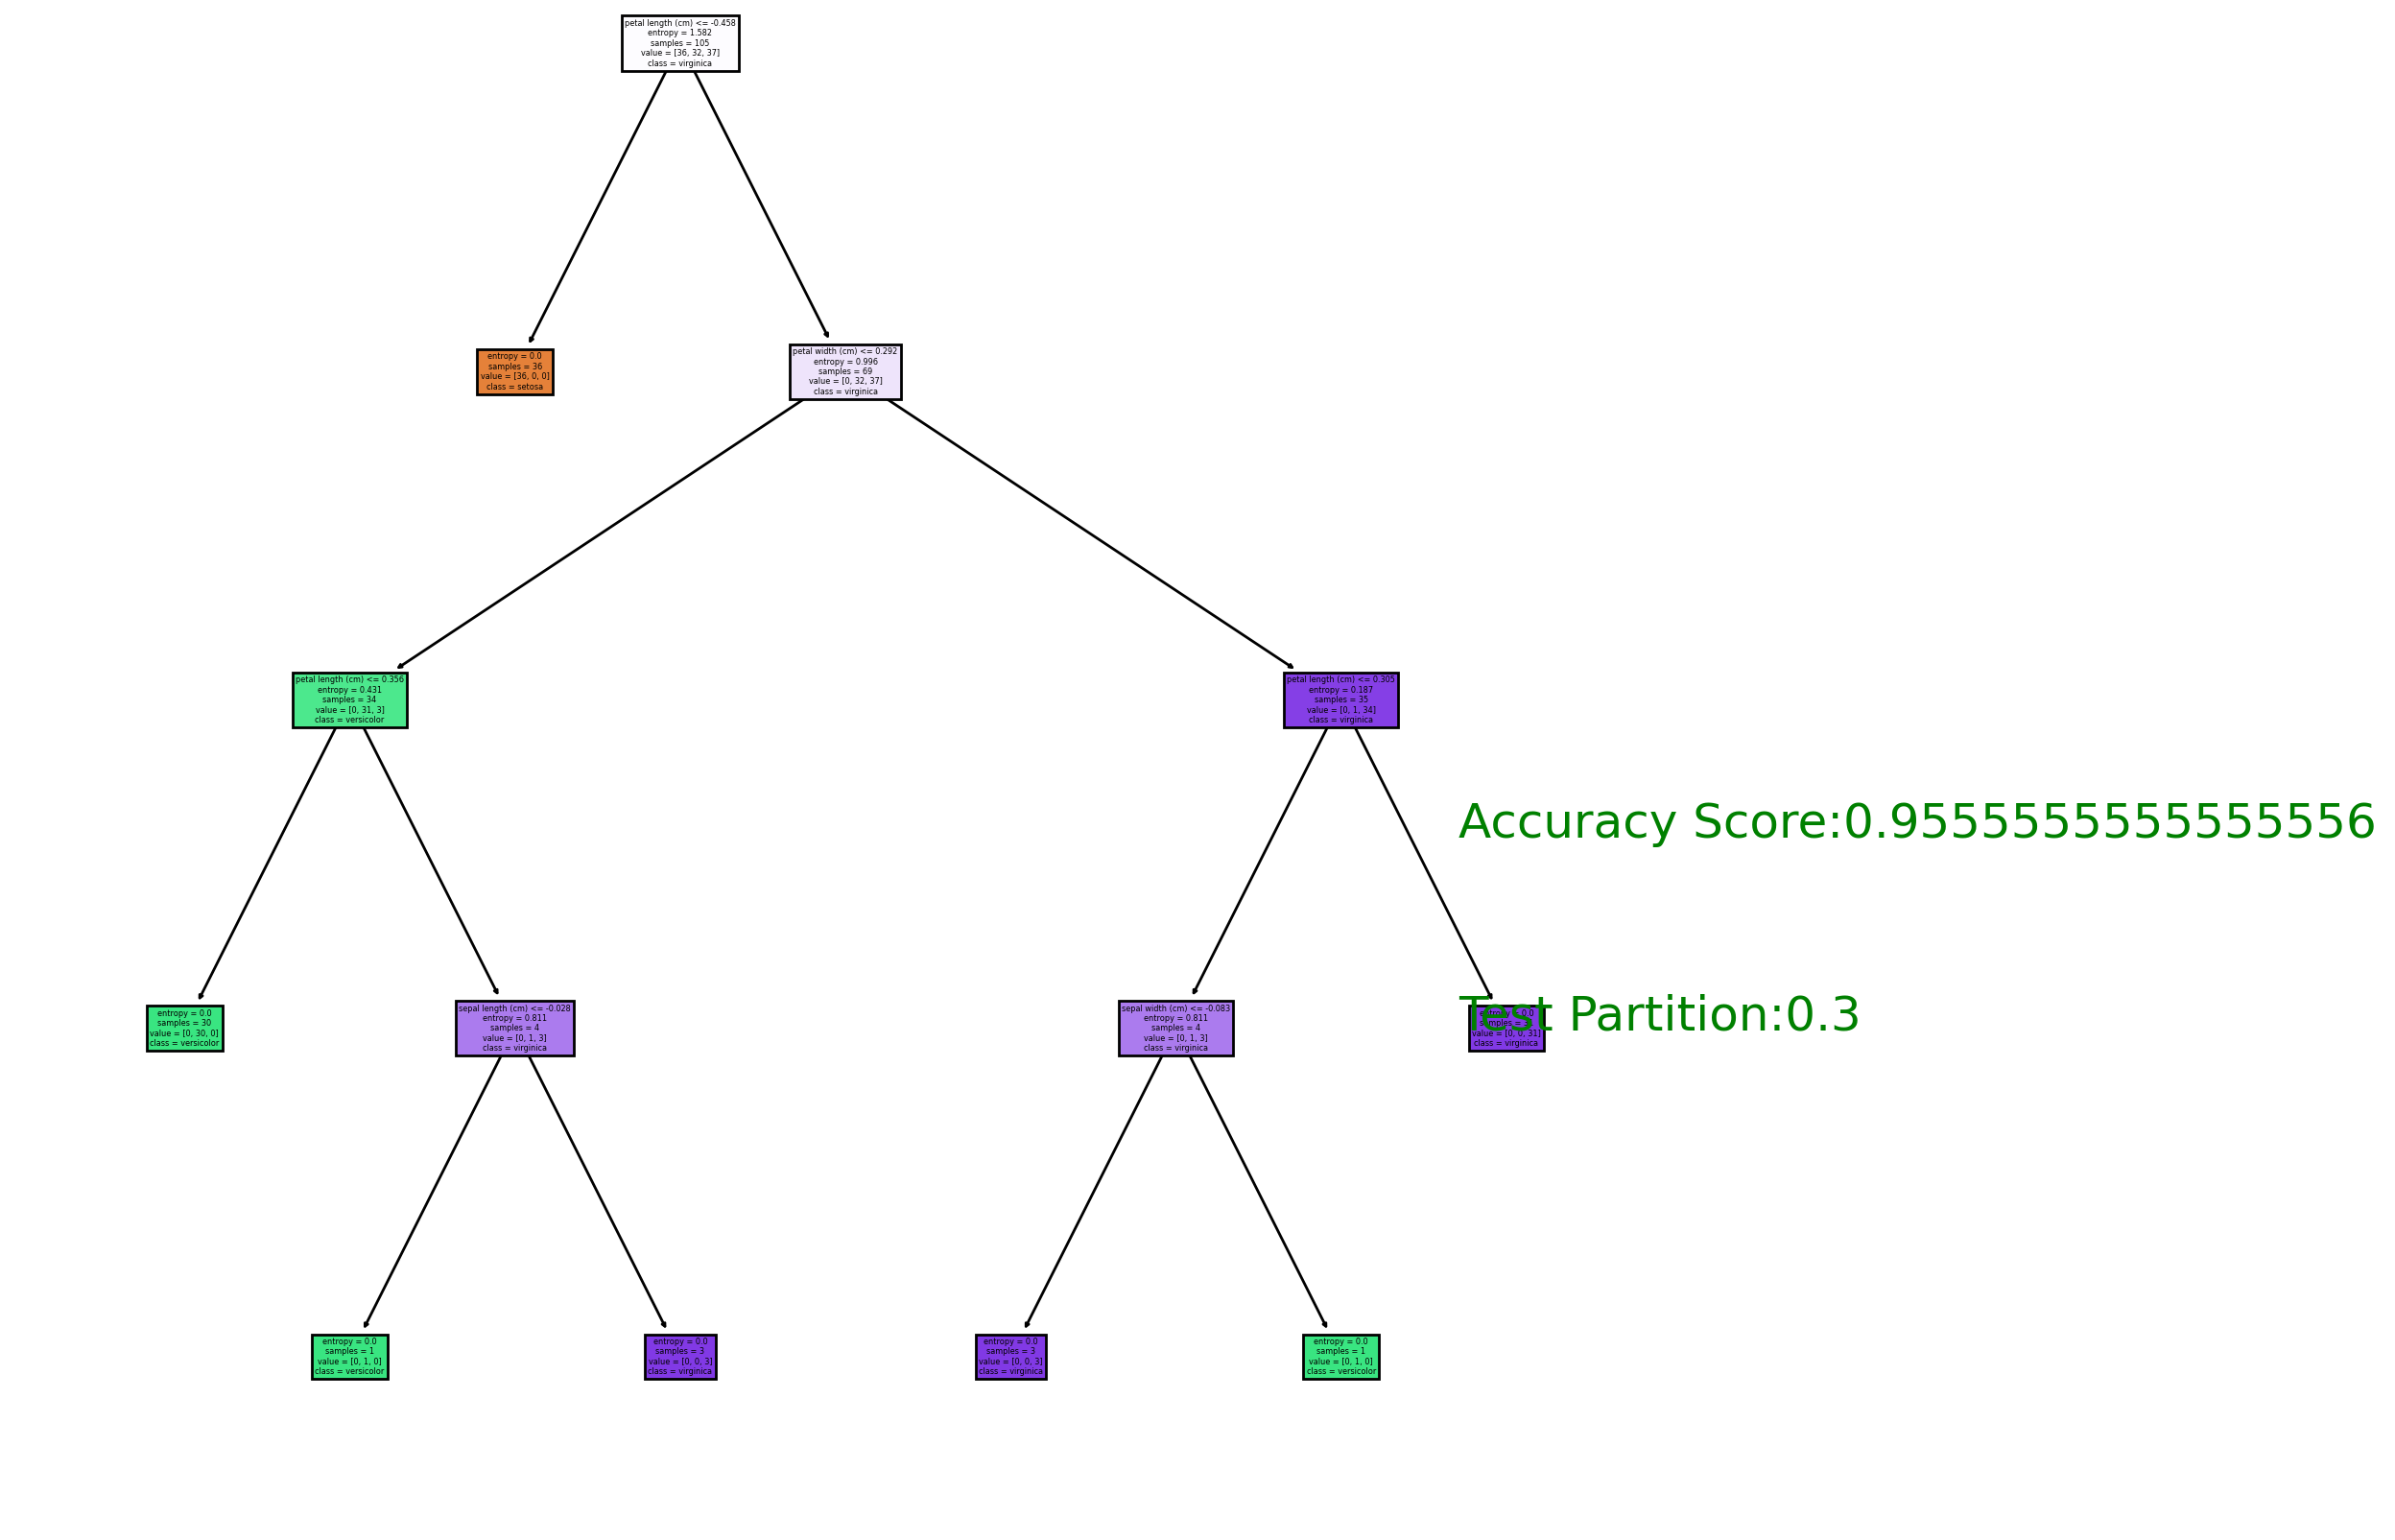 petal length (cm) <= -0.458
entropy = 1.582
samples = 105
value = [36, 32, 37]
class = virginica
entropy = 0.0
samples = 36
value = [36, 0, 0]
class = setosa
petal width (cm) <= 0.292
entropy = 0.996
samples = 69
value = [0, 32, 37]
class = virginica
petal length (cm) <= 0.356
entropy = 0.431
samples = 34
value = [0, 31, 3]
class = versicolor
petal length (cm) <= 0.305
entropy = 0.187
samples = 35
value = [0, 1, 34]
class = virginica
Accuracy Score:0.9555555555555556
entropy = 0.0
samples = 30
value = [0, 30, 0]
class = versicolor
sepal length (cm) <= -0.028
entropy = 0.811
samples = 4
value = [0, 1, 3]
class = virginica
sepal width (cm) <= -0.083
entropy = 0.811
samples = 4
value = [0, 1, 3]
class = virginica
entropy = 0.0
samples =
value = [0, 0, 31]
class = virginica
Test Partition:0.3
entropy = 0.0
samples = 1
value = [0, 1, 0]
class = versicolor
entropy = 0.0
samples = 3
value = [0, 0, 3]
class = virginica
entropy = 0.0
samples = 3
value = [0, 0, 3]
class = virginica
entropy = 0.0
samples = 1
value = [0, 1, 0]
class = versicolor